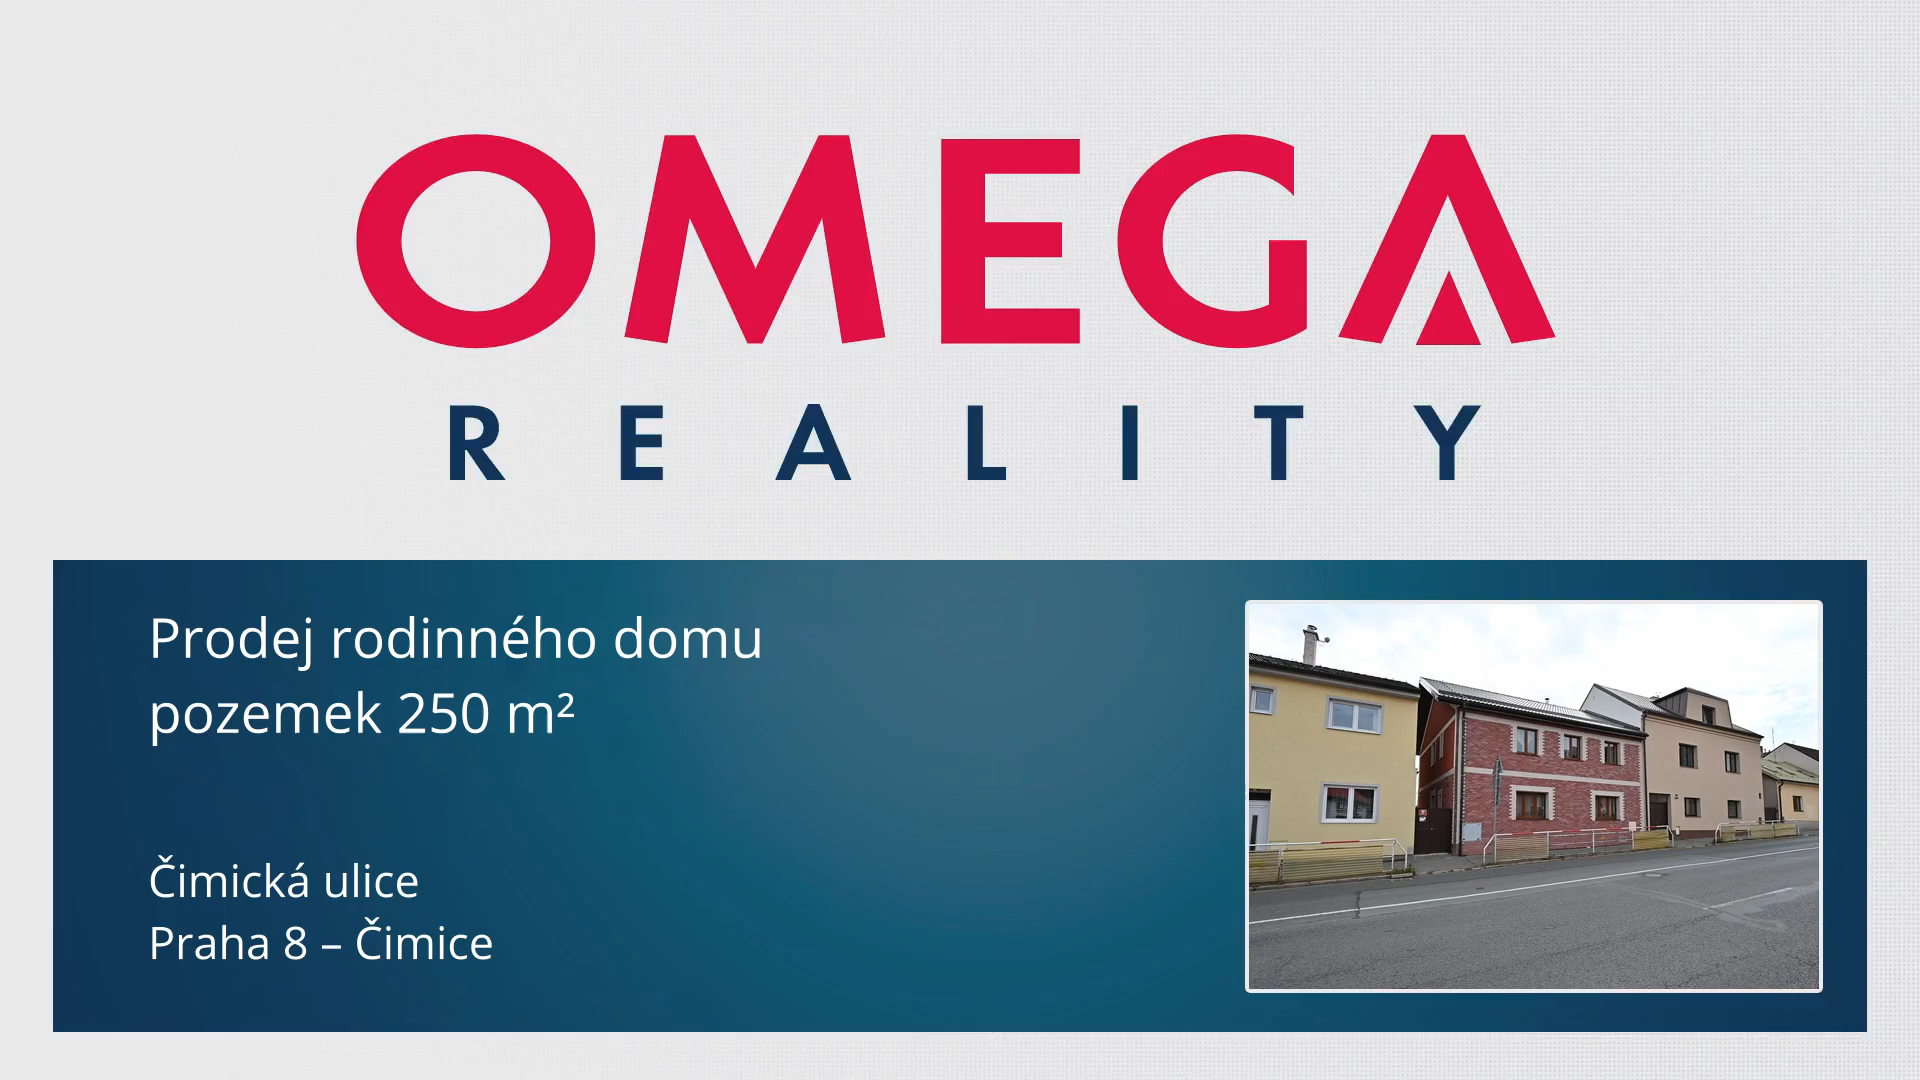 OMEGA
REALITY
Prodej rodinného domu
pozemek 250 m²
Čimická ulice
Praha 8 – Čimice